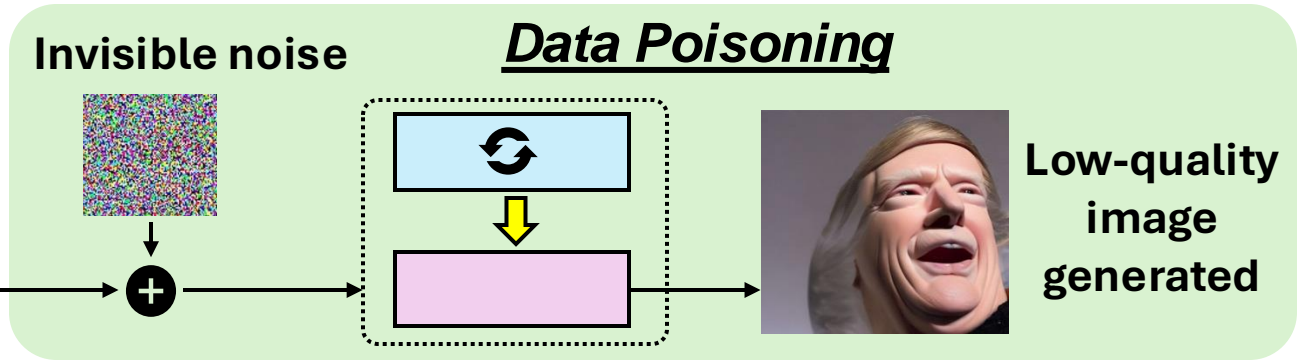 Data Poisoning
Invisible noise
Low-quality
image
generated